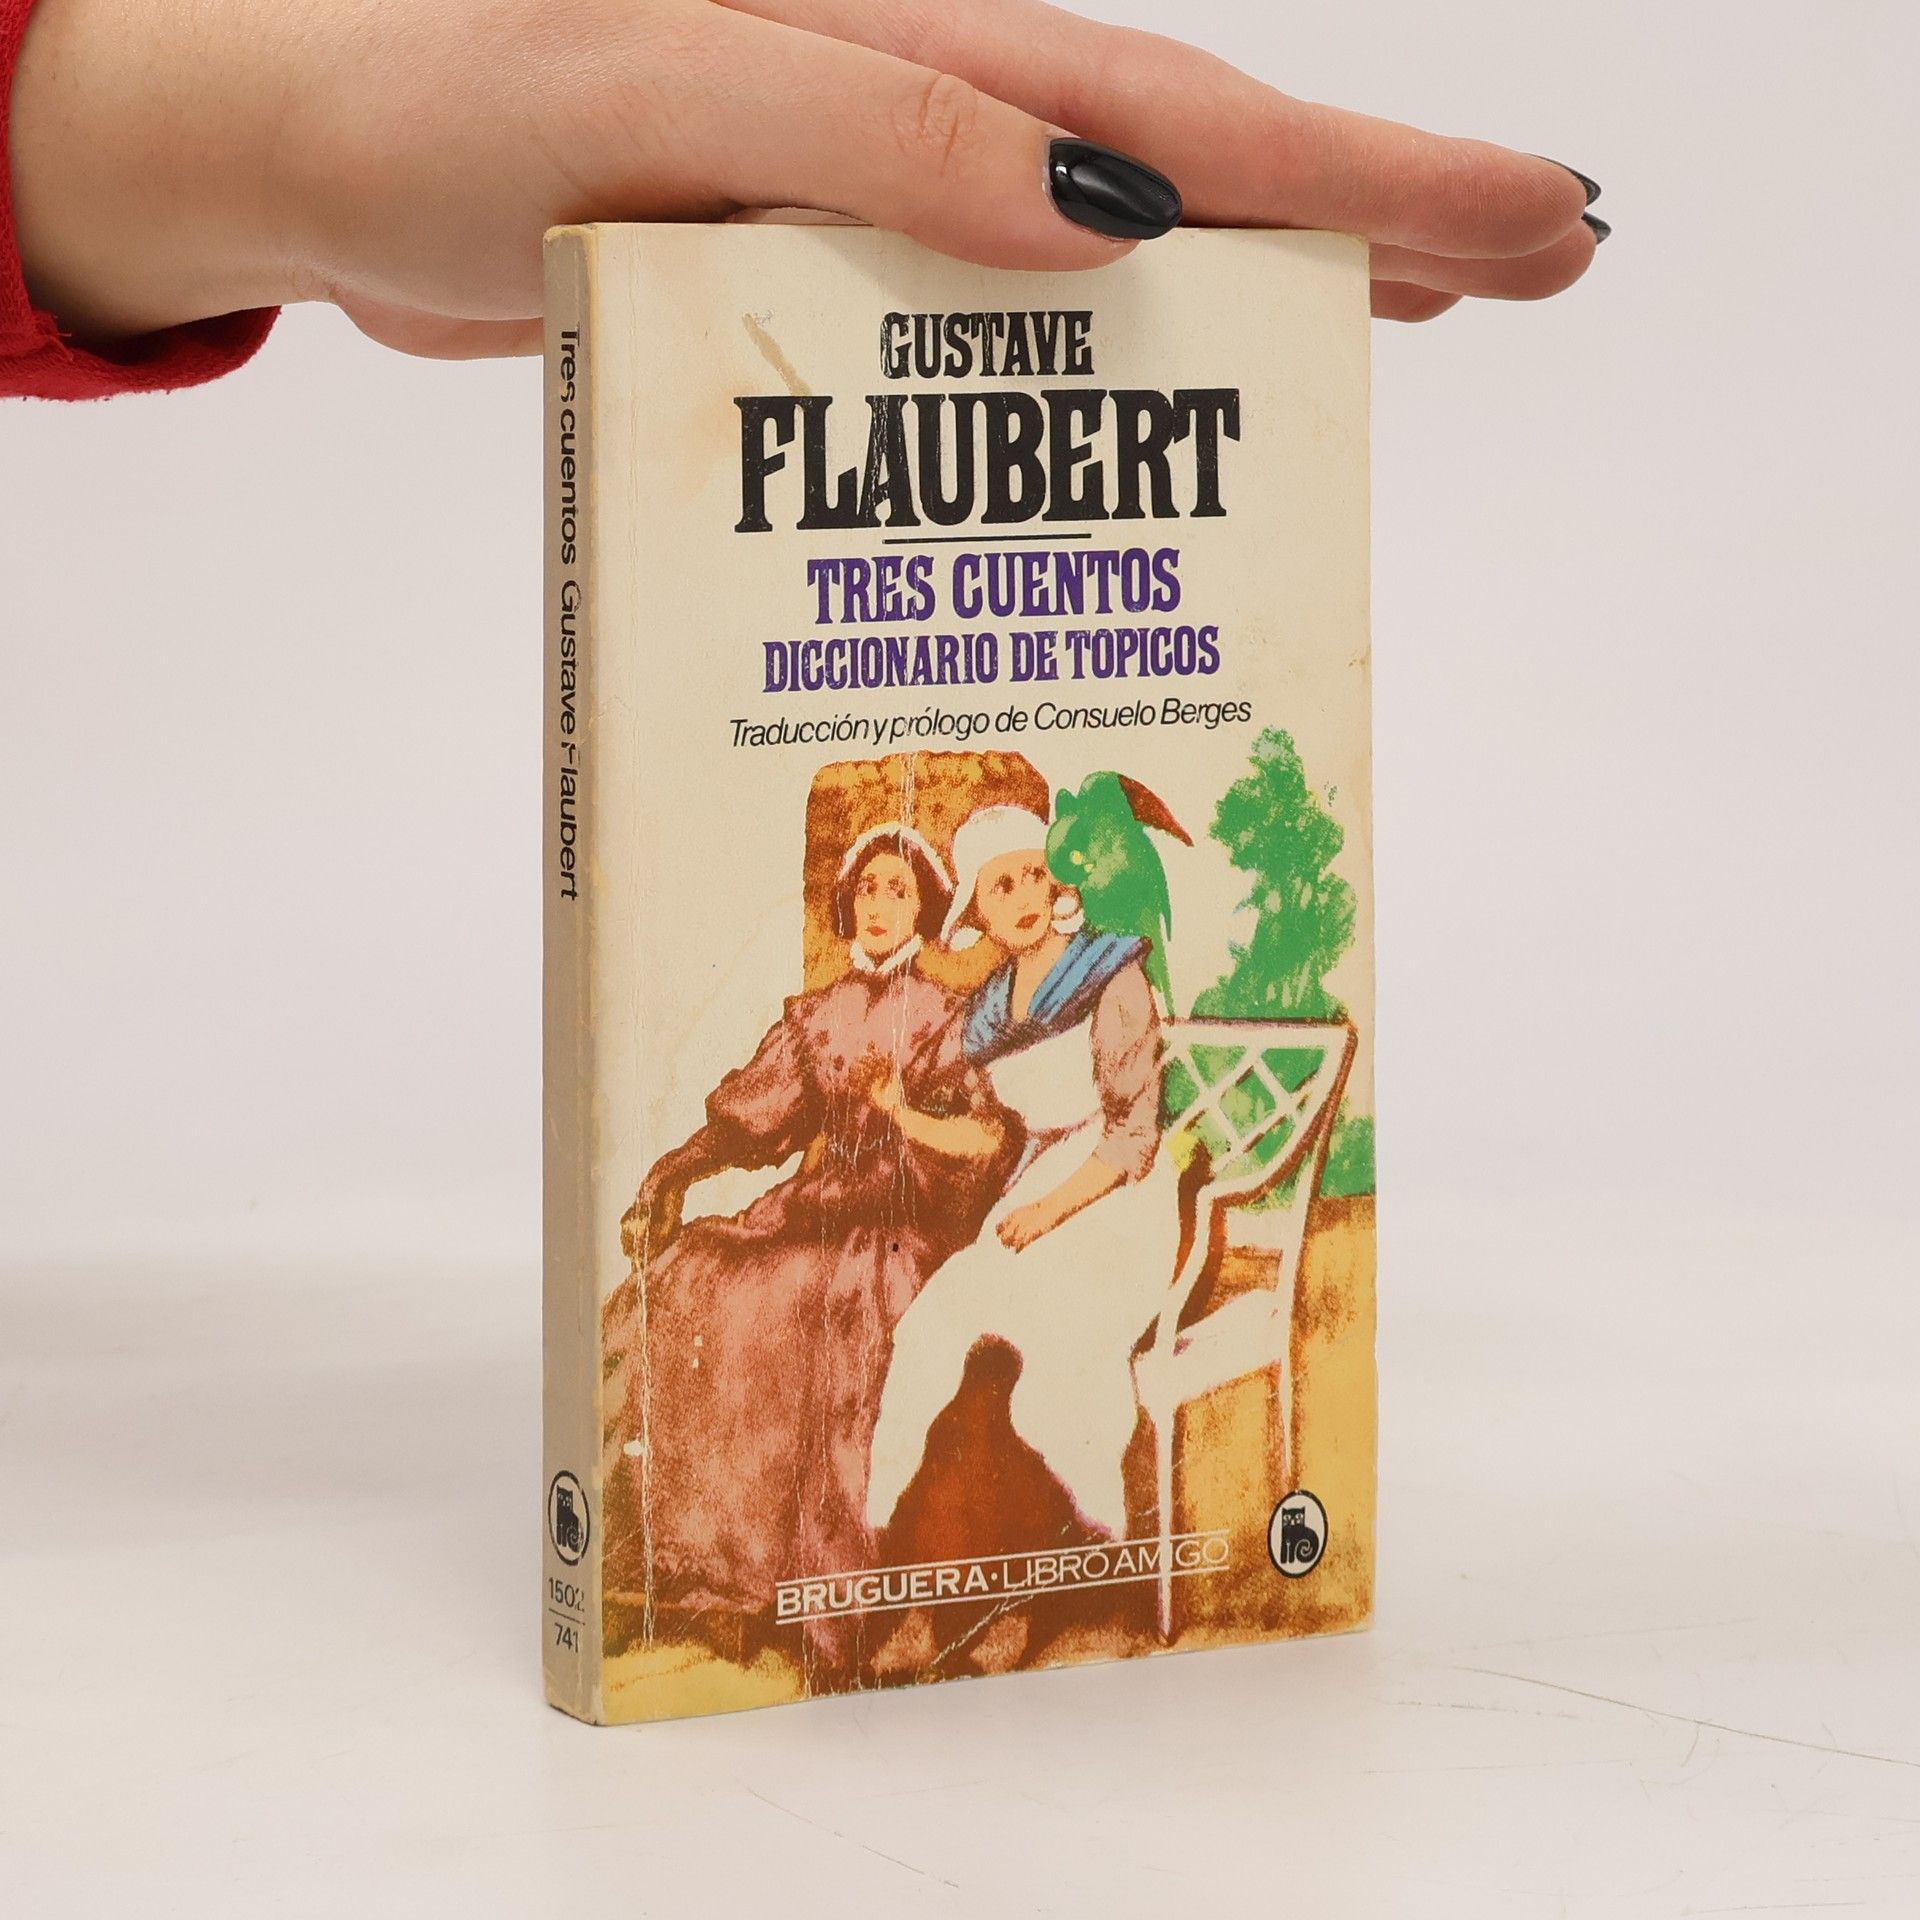 GUSTAVE
FLAUBERT
TRES CUENTOS
DICCIONARIO DE TOPICOS
Traducción y prólogo de Consuelo Berges
BRUGUERA·LIBRO AMIGO
Tres cuentos Gustave Flaubert
1502
741